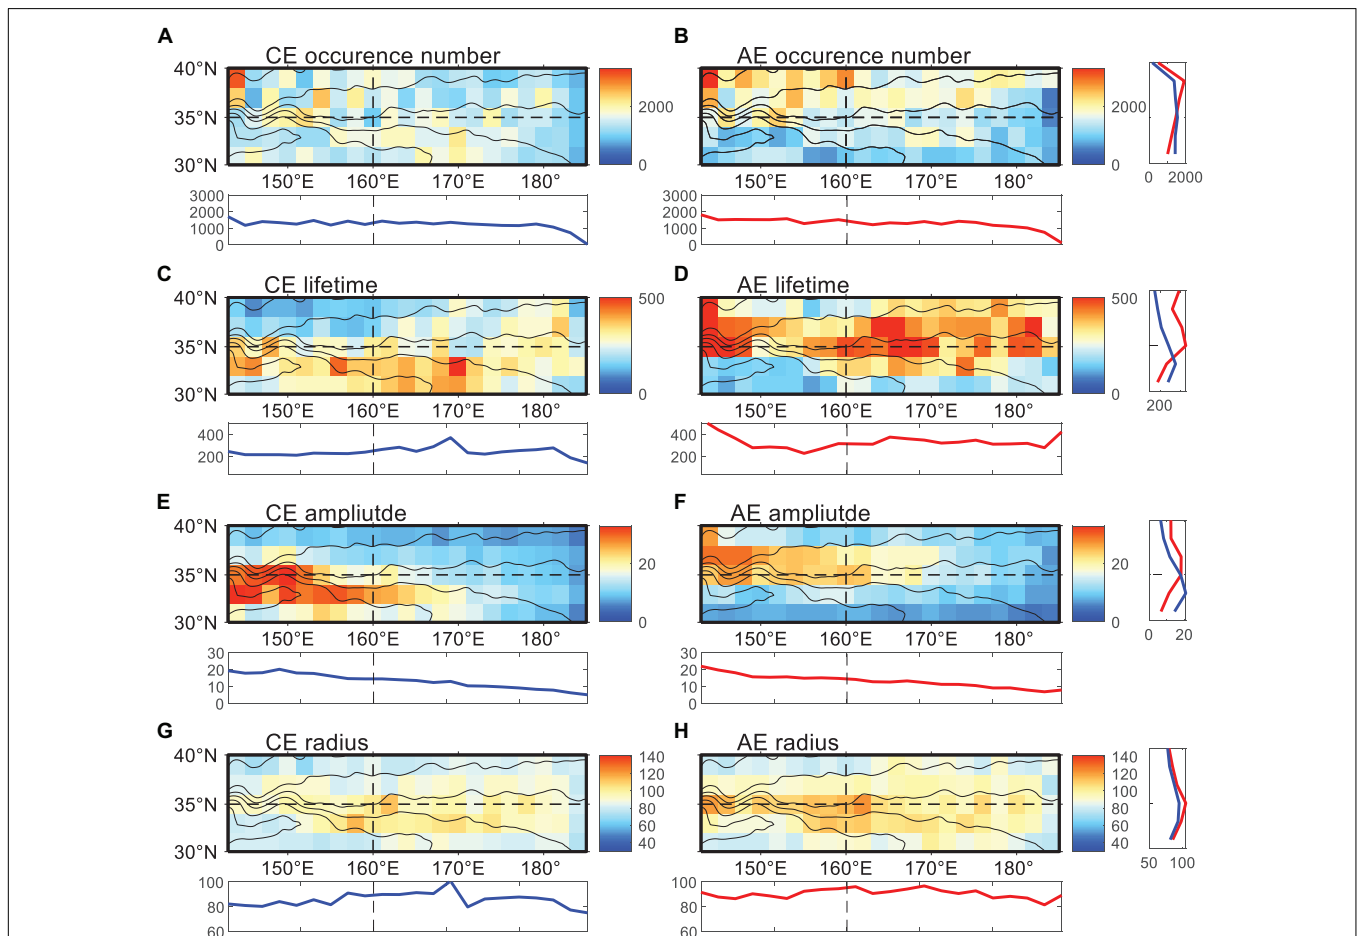 A B
CE occurence number AE occurence number
40°N
35°N 2000 2000
30°N 0 0 0 2000
150°E 160°E 170°E 180° 150°E 160°E 170°E 180°
3000 3000
2000 2000
1000 1000
0 0
C D
CE lifetime AE lifetime
40°N 500 500
35°N
30°N 0 0 200
150°E 160°E 170°E 180° 150°E 160°E 170°E 180°
400 400
200 200
E F
CE ampliutde AE ampliutde
40°N
35°N 20 20
30°N 0 0 0 20
150°E 160°E 170°E 180° 150°E 160°E 170°E 180°
30 30
20 20
10 10
0 0
G H
CE radius AE radius
40°N 140 140
120 120
100 100
35°N 80 80
60 60
30°N 40 40 50 100
150°E 160°E 170°E 180° 150°E 160°E 170°E 180°
100 100
80 80
60 60